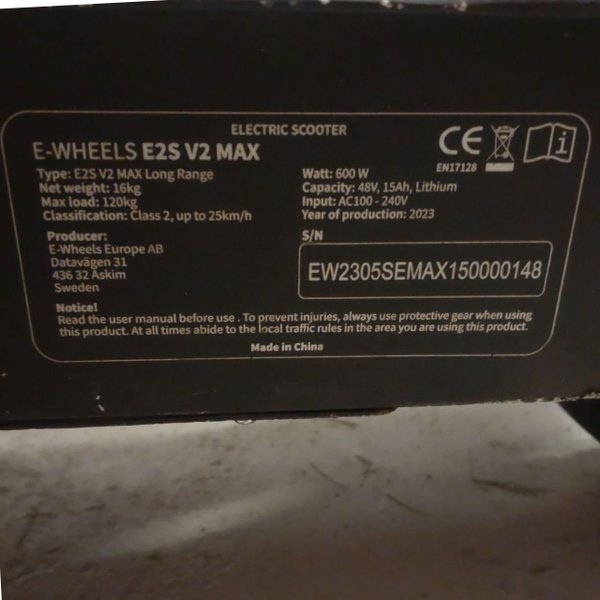 ELECTRIC SCOOTER
E-WHEELS E2S V2 MAX
Type: E2S V2 MAX Long Range
Net weight: 16kg
Max load: 120kg
Classification: Class 2, up to 25km/h
Producer:
E-Wheels Europe AB
Datavägen 31
436 32 Askim
Sweden
CE
EN17128
i
Watt: 600 W
Capacity: 48V, 15Ah, Lithium
Input: AC100 - 240V
Year of production: 2023
S/N
EW2305SEMAX150000148
Notice!
Read the user manual before use . To prevent injuries, always use protective gear when using
this product. At all times abide to the local traffic rules in the area you are using this product.
Made in China